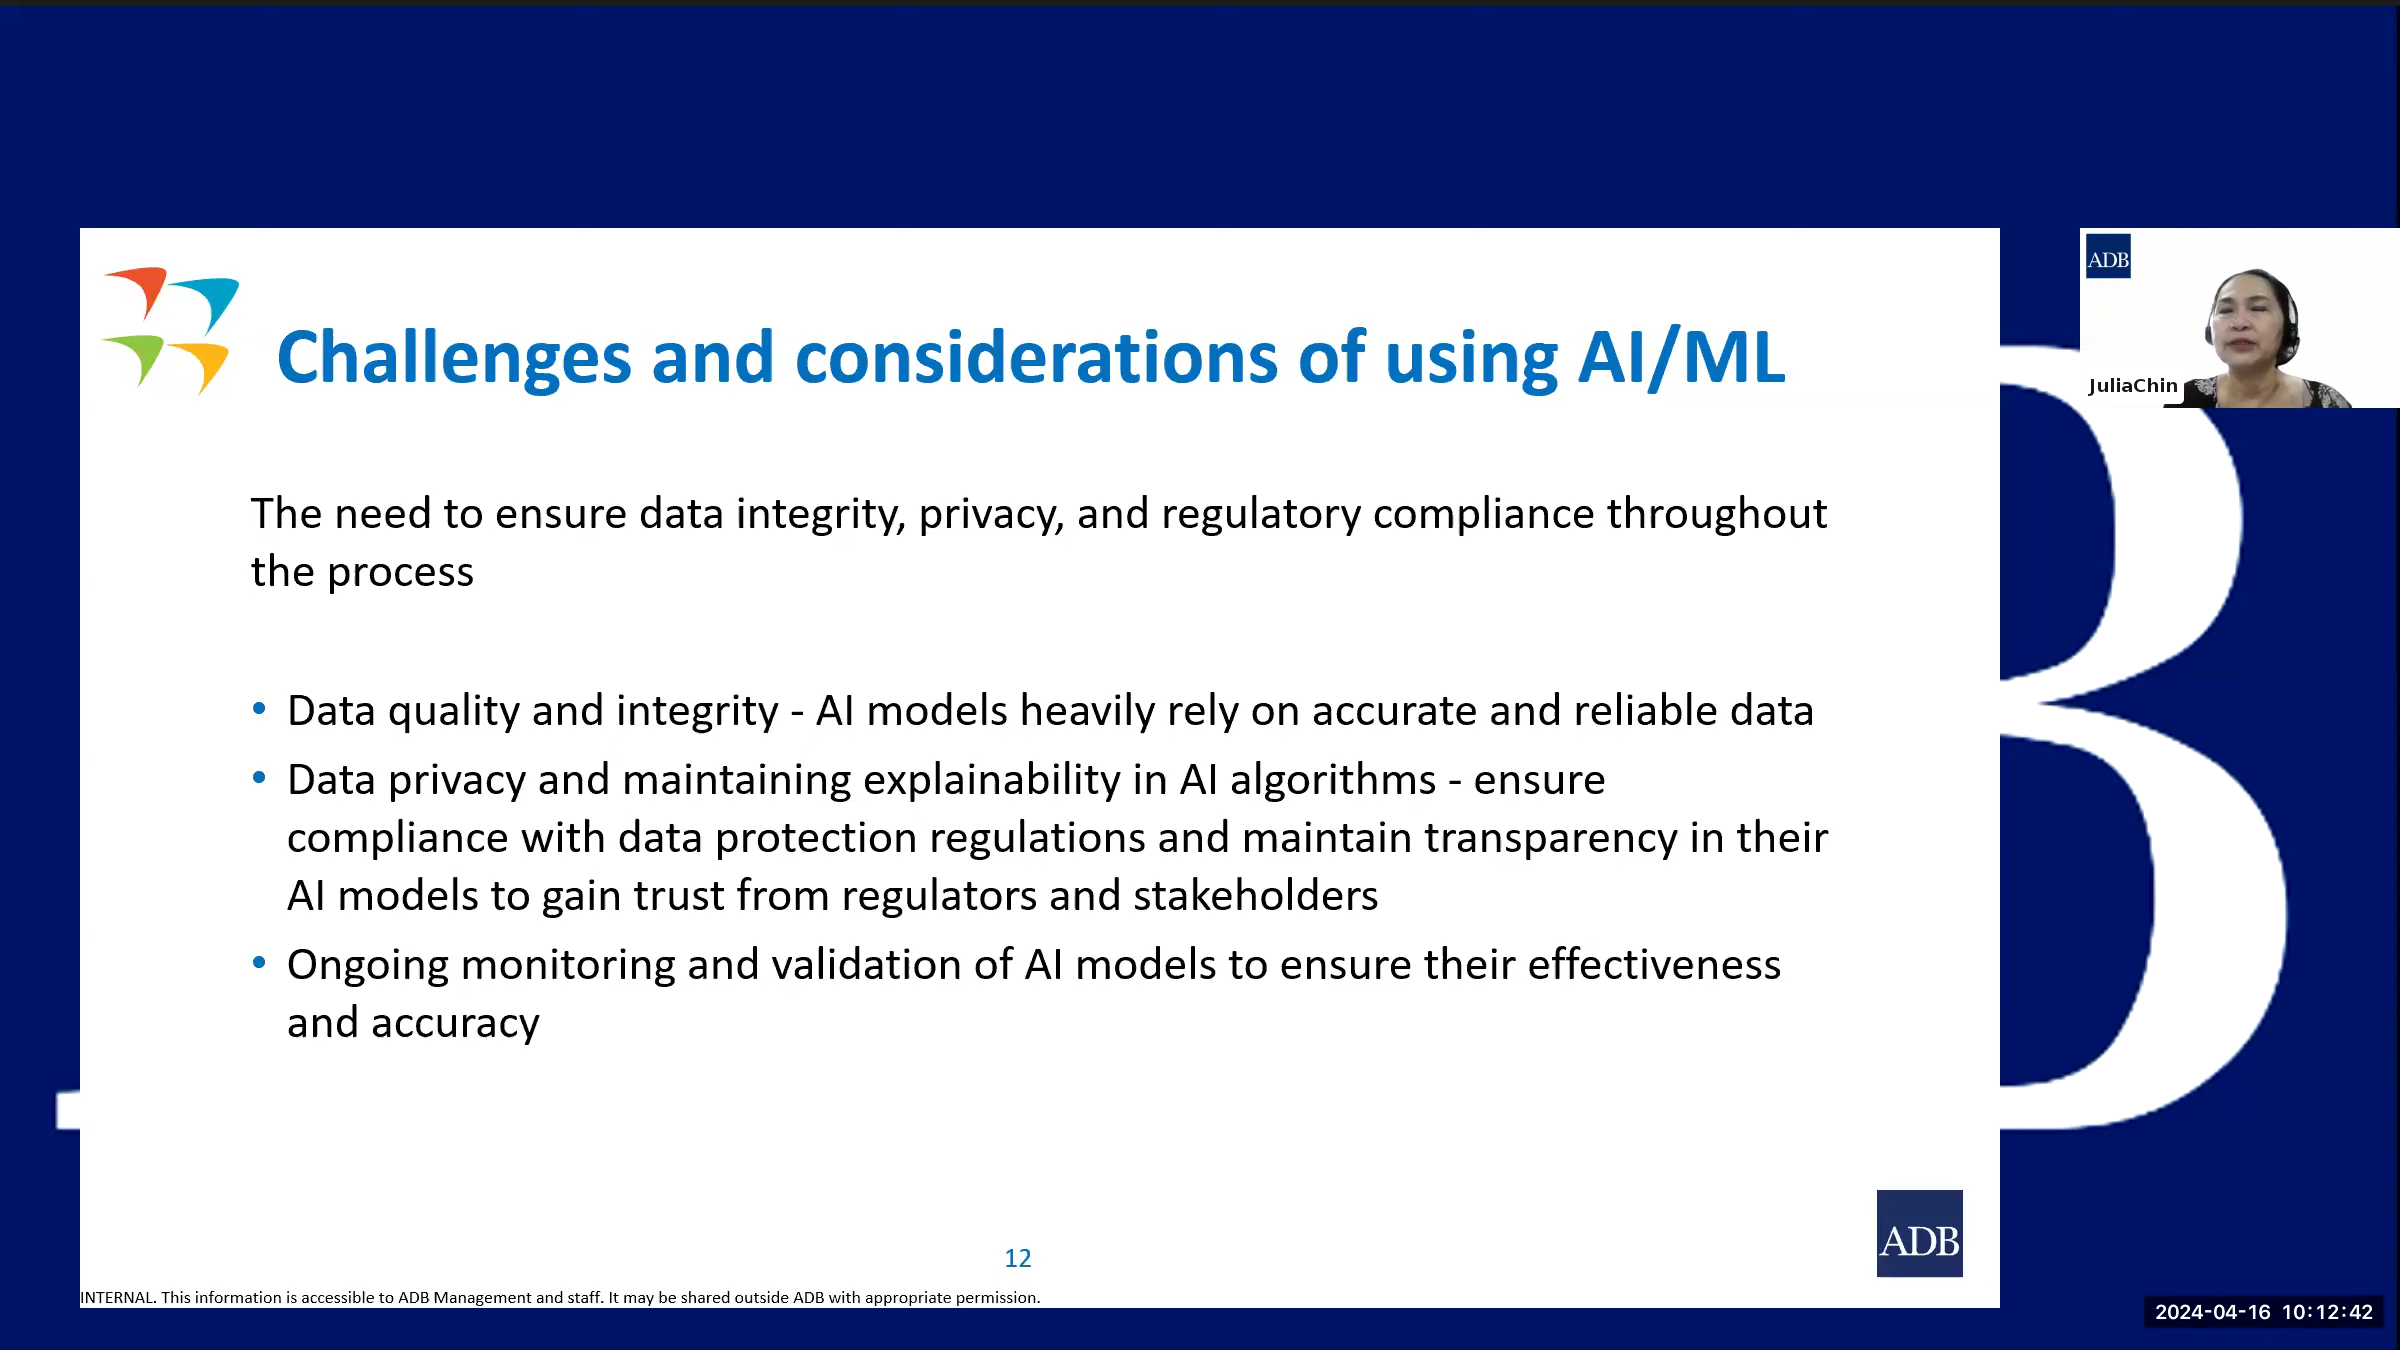 ADB
Challenges and considerations of using AI/ML
JuliaChin
The need to ensure data integrity, privacy, and regulatory compliance throughout
the process
• Data quality and integrity - AI models heavily rely on accurate and reliable data
• Data privacy and maintaining explainability in AI algorithms - ensure
compliance with data protection regulations and maintain transparency in their
AI models to gain trust from regulators and stakeholders
• Ongoing monitoring and validation of AI models to ensure their effectiveness
and accuracy
ADB
12
INTERNAL. This information is accessible to ADB Management and staff. It may be shared outside ADB with appropriate permission.
2024-04-16 10:12:42